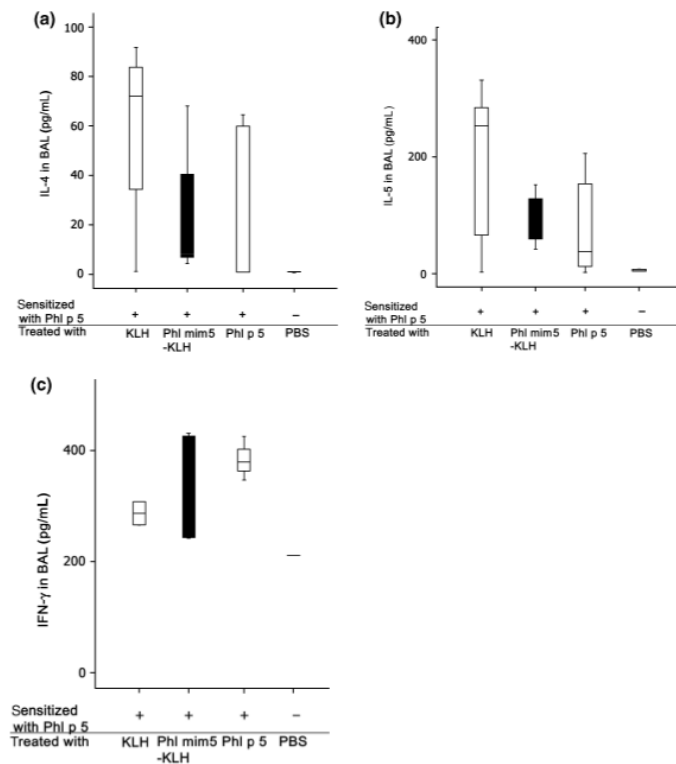 (a)
100
80
60
40
20
0
IL-4 in BAL (pg/mL)
Sensitized
with Phl p 5 + + + –
Treated with KLH Phl mim5 Phl p 5 PBS
-KLH
(b)
400
200
0
IL-5 in BAL (pg/mL)
Sensitized
with Phl p 5 + + + –
Treated with KLH Phl mim5 Phl p 5 PBS
-KLH
(c)
400
200
0
IFN-γ in BAL (pg/mL)
Sensitized + + + –
with Phl p 5
Treated with KLH Phl mim5 Phl p 5 PBS
-KLH